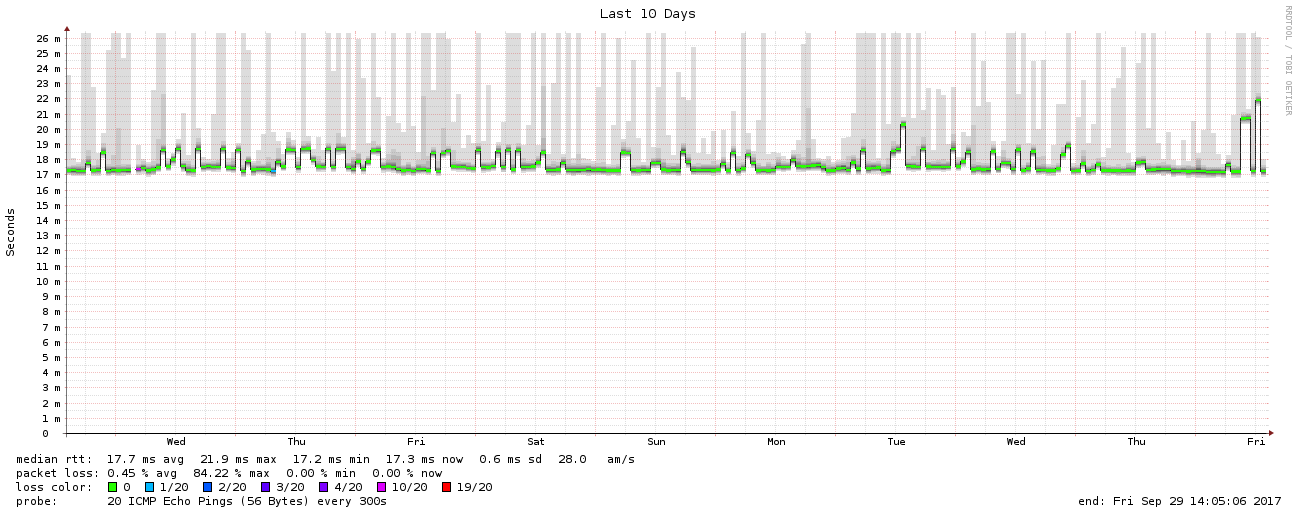 Last 10 Days
RRDTOOL / TOBI OETIKER
Seconds
26 m
25 m
24 m
23 m
22 m
21 m
20 m
19 m
18 m
17 m
16 m
15 m
14 m
13 m
12 m
11 m
10 m
9 m
8 m
7 m
6 m
5 m
4 m
3 m
2 m
1 m
0
Wed Thu Fri Sat Sun Mon Tue Wed Thu Fri
median rtt: 17.7 ms avg 21.9 ms max 17.2 ms min 17.3 ms now 0.6 ms sd 28.0 am/s
packet loss: 0.45 % avg 84.22 % max 0.00 % min 0.00 % now
loss color: 0 1/20 2/20 3/20 4/20 10/20 19/20
probe: 20 ICMP Echo Pings (56 Bytes) every 300s end: Fri Sep 29 14:05:06 2017